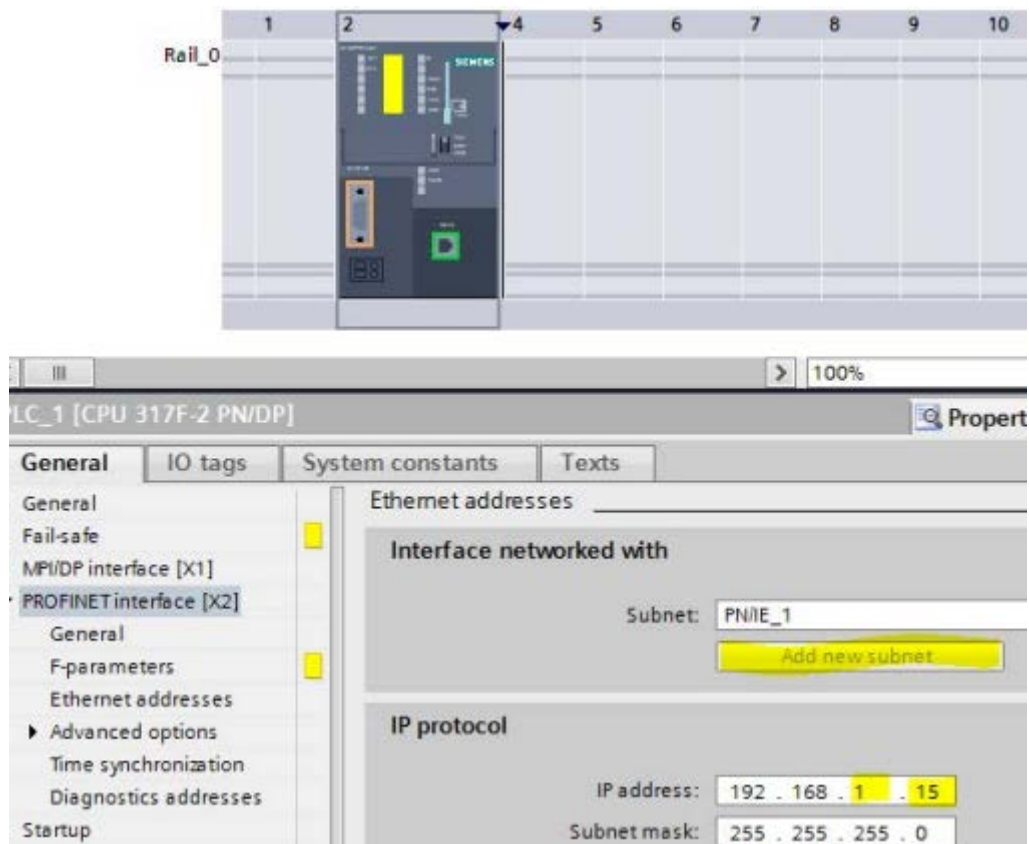 1 2 4 5 6 7 8 9 10
Rail_0
SIEMENS
100%
PLC_1 [CPU 317F-2 PN/DP]
Propert
General IO tags System constants Texts
General
Fail-safe
MPI/DP interface [X1]
PROFINET interface [X2]
General
F-parameters
Ethernet addresses
Advanced options
Time synchronization
Diagnostics addresses
Startup
Ethernet addresses
Interface networked with
Subnet: PN/IE_1
Add new subnet
IP protocol
IP address: 192 . 168 . 1 . 15
Subnet mask: 255 . 255 . 255 . 0